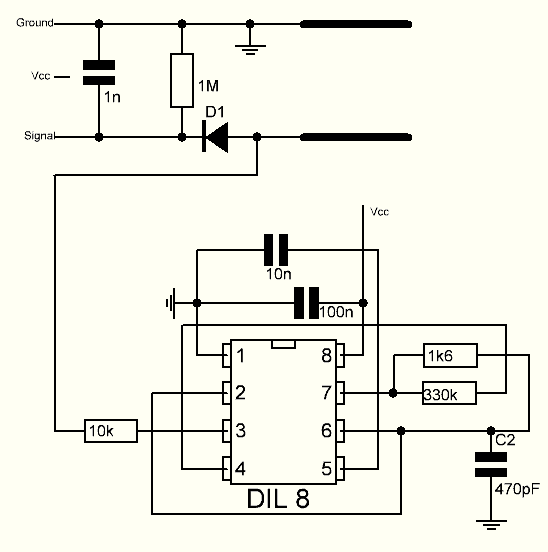 Ground
Vcc
1n
1M
D1
Signal
Vcc
10n
100n
1 8
1k6
2 7
330k
10k
3 6
C2
4 5
470pF
DIL 8